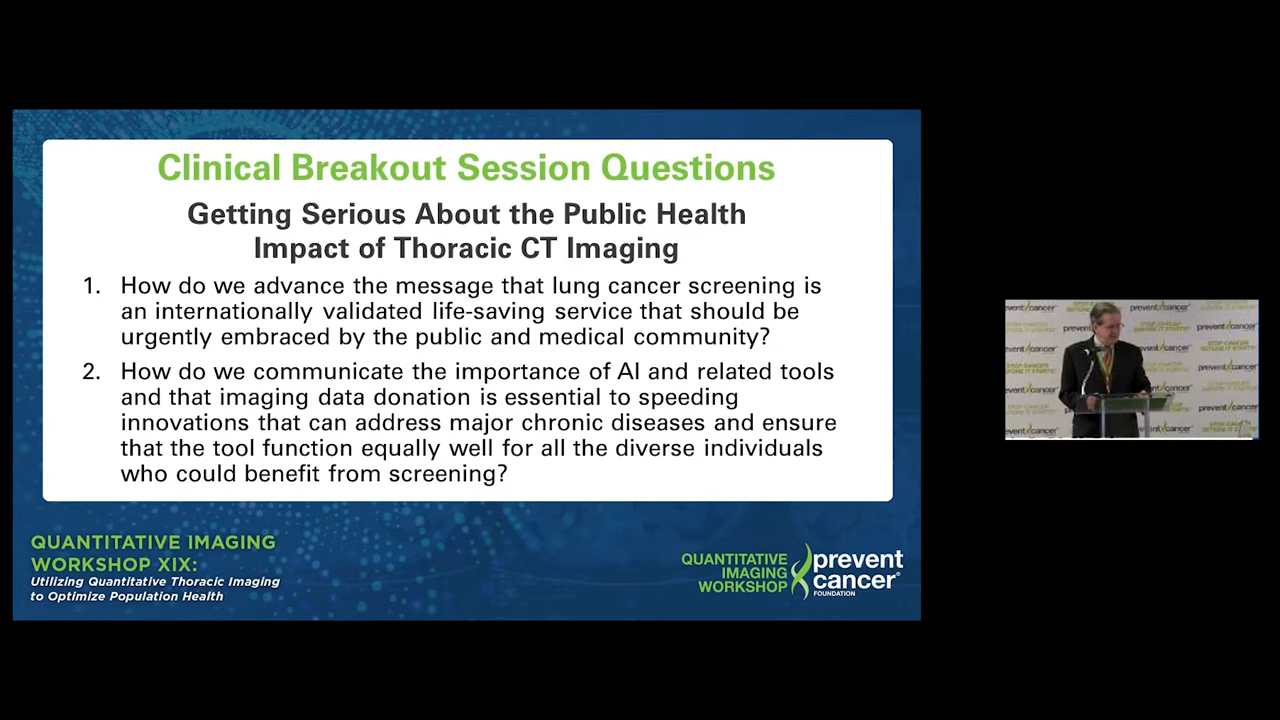 Clinical Breakout Session Questions
Getting Serious About the Public Health
Impact of Thoracic CT Imaging
1. How do we advance the message that lung cancer screening is
an internationally validated life-saving service that should be
urgently embraced by the public and medical community?
2. How do we communicate the importance of AI and related tools
and that imaging data donation is essential to speeding
innovations that can address major chronic diseases and ensure
that the tool function equally well for all the diverse individuals
who could benefit from screening?
QUANTITATIVE IMAGING
WORKSHOP XIX:
Utilizing Quantitative Thoracic Imaging
to Optimize Population Health
QUANTITATIVE
IMAGING
WORKSHOP
prevent
cancer®
FOUNDATION